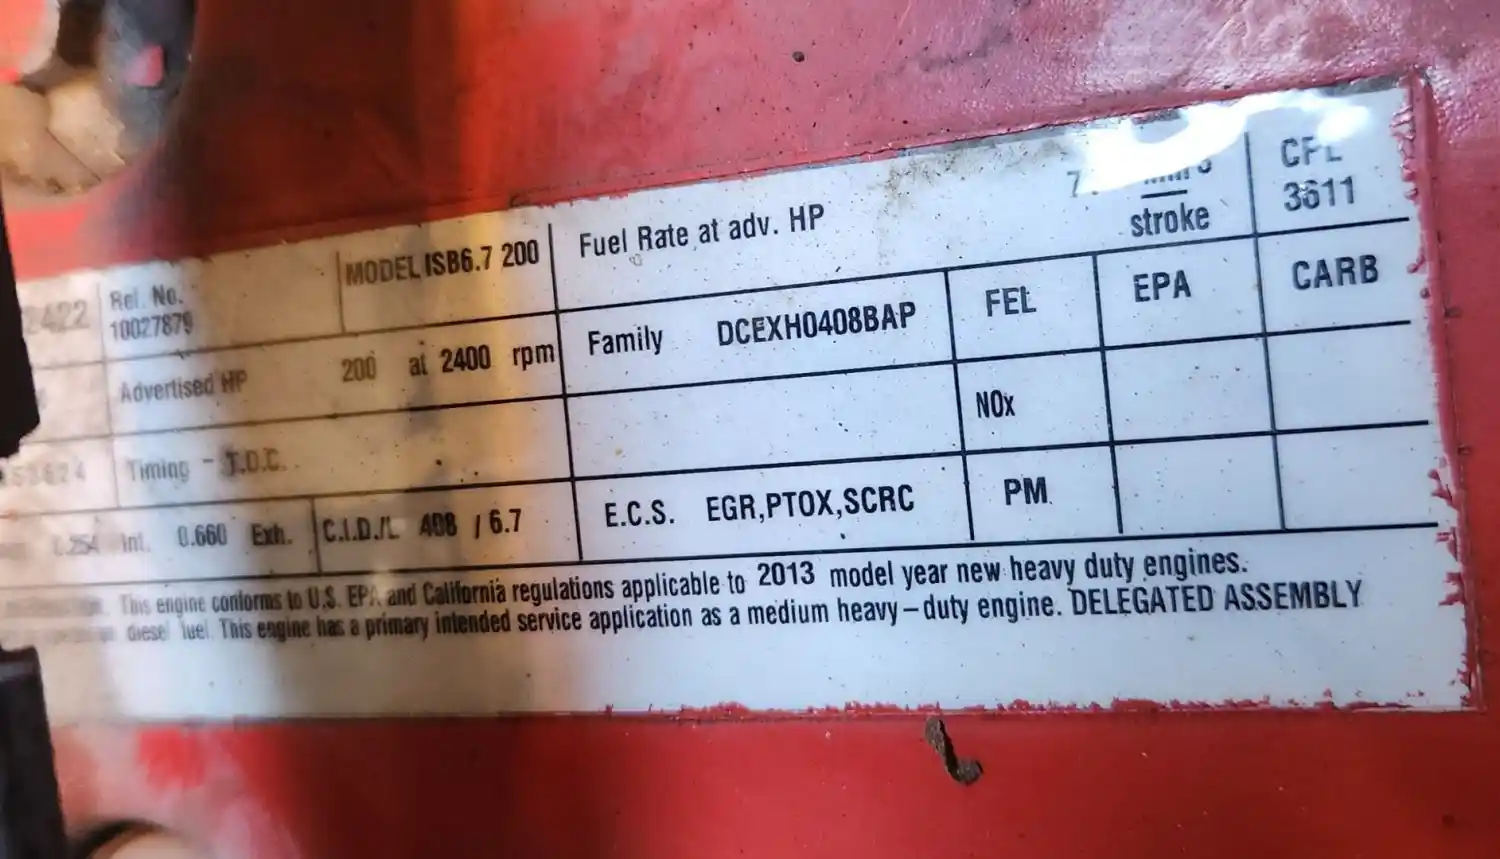 MODEL ISB6.7 200
Fuel Rate at adv. HP
stroke
CPL
3611
2422
Rel. No.
10027879
Advertised HP 200 at 2400 rpm
Family DCEXH0408BAP
FEL
EPA
CARB
NOx
Timing - T.D.C.
Int. 0.660 Exh.
C.I.D./L 408 / 6.7
E.C.S. EGR,PTOX,SCRC
PM
This engine conforms to U.S. EPA and California regulations applicable to 2013 model year new heavy duty engines.
diesel fuel. This engine has a primary intended service application as a medium heavy-duty engine. DELEGATED ASSEMBLY